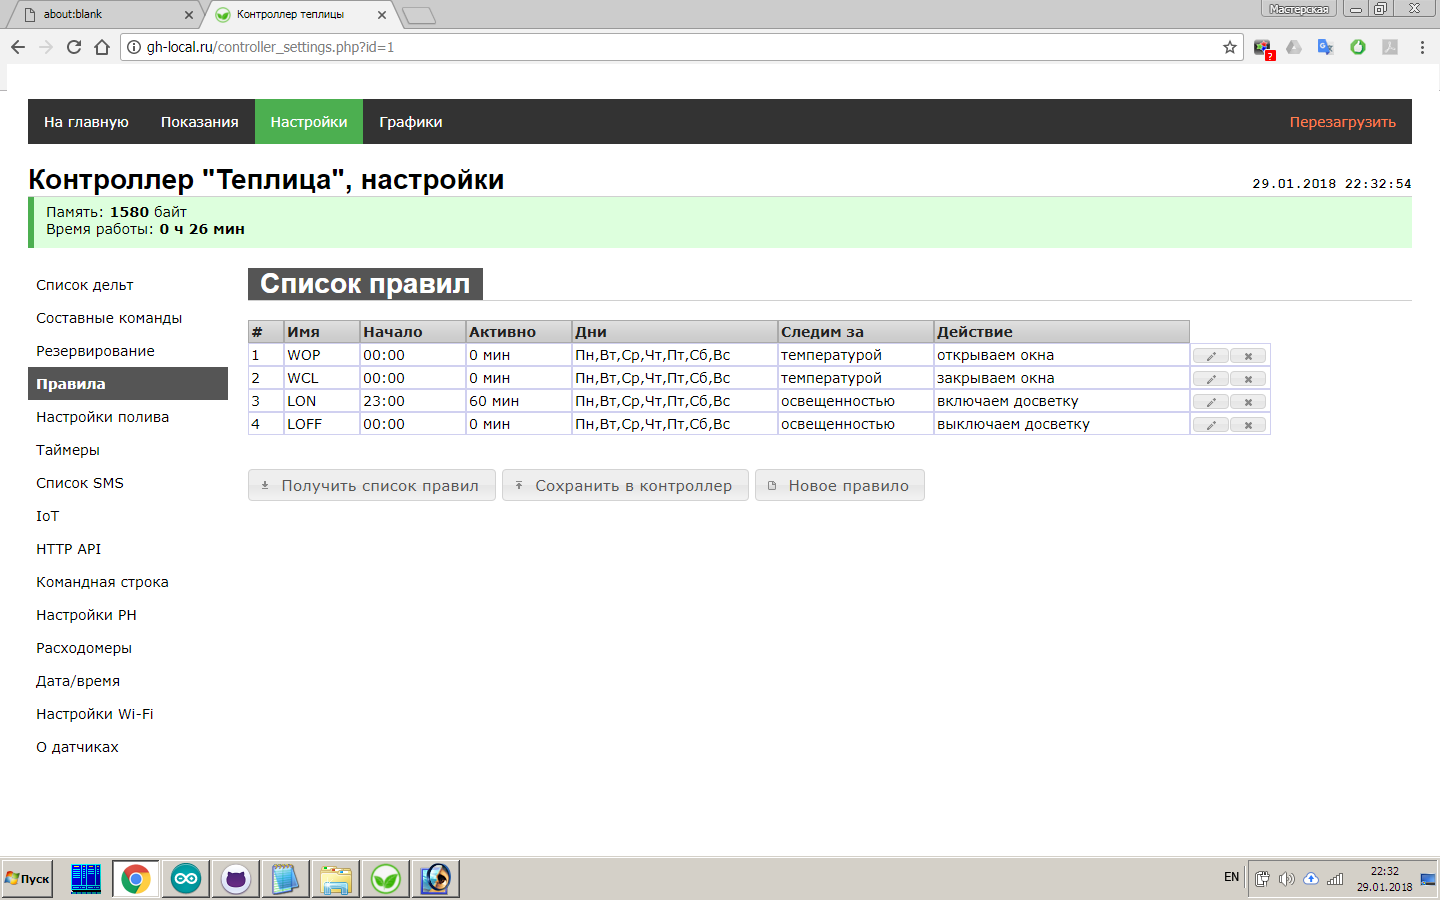 about:blank
Контроллер теплицы
Мастерская
gh-local.ru/controller_settings.php?id=1
На главную Показания Настройки Графики Перезагрузить
Контроллер "Теплица", настройки
29.01.2018 22:32:54
Память: 1580 байт
Время работы: 0 ч 26 мин
Список дельт
Составные команды
Резервирование
Правила
Настройки полива
Таймеры
Список SMS
IoT
HTTP API
Командная строка
Настройки PH
Расходомеры
Дата/время
Настройки Wi-Fi
О датчиках
Список правил
# Имя Начало Активно Дни Следим за Действие
1 WOP 00:00 0 мин Пн,Вт,Ср,Чт,Пт,Сб,Вс температурой открываем окна
2 WCL 00:00 0 мин Пн,Вт,Ср,Чт,Пт,Сб,Вс температурой закрываем окна
3 LON 23:00 60 мин Пн,Вт,Ср,Чт,Пт,Сб,Вс освещенностью включаем досветку
4 LOFF 00:00 0 мин Пн,Вт,Ср,Чт,Пт,Сб,Вс освещенностью выключаем досветку
Получить список правил Сохранить в контроллер Новое правило
Пуск
EN
22:32
29.01.2018